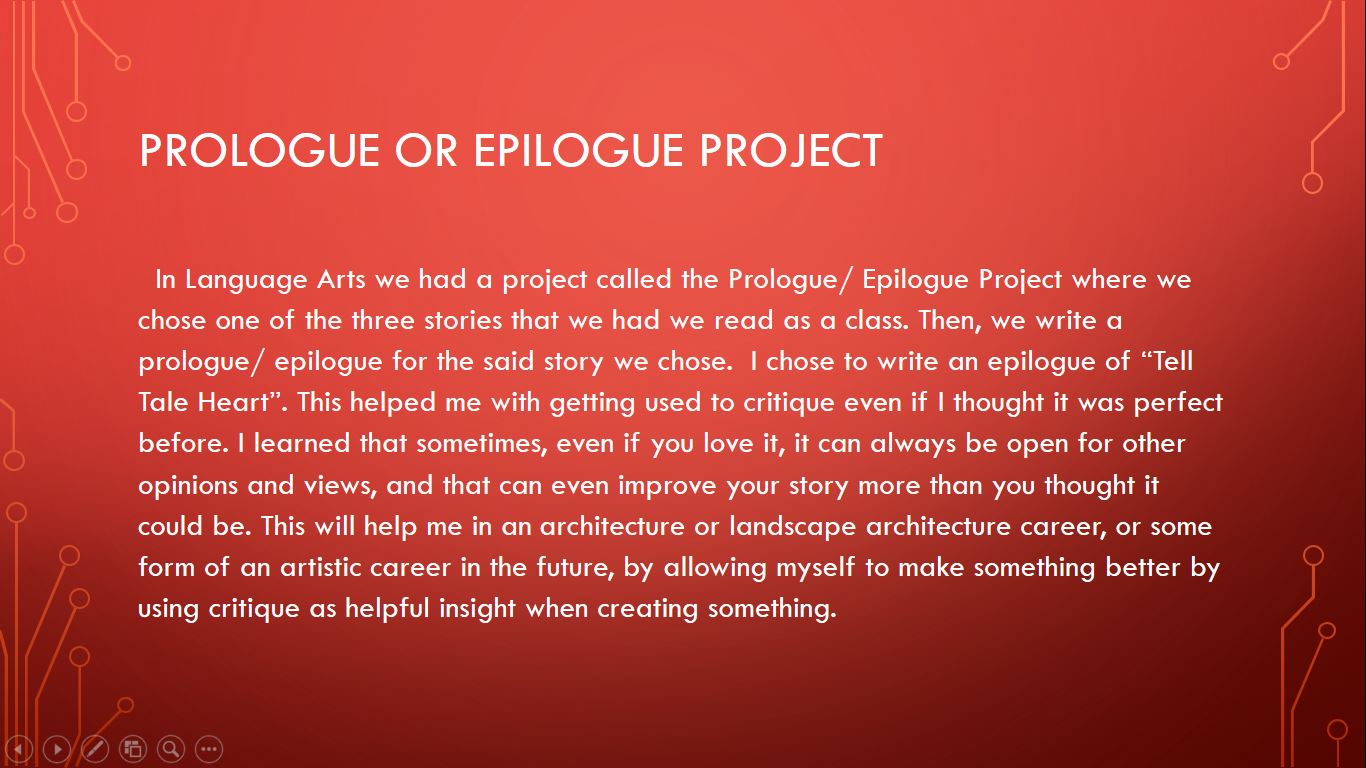 PROLOGUE OR EPILOGUE PROJECT
In Language Arts we had a project called the Prologue/ Epilogue Project where we
chose one of the three stories that we had we read as a class. Then, we write a
prologue/ epilogue for the said story we chose.  I chose to write an epilogue of “Tell
Tale Heart”. This helped me with getting used to critique even if I thought it was perfect
before. I learned that sometimes, even if you love it, it can always be open for other
opinions and views, and that can even improve your story more than you thought it
could be. This will help me in an architecture or landscape architecture career, or some
form of an artistic career in the future, by allowing myself to make something better by
using critique as helpful insight when creating something.